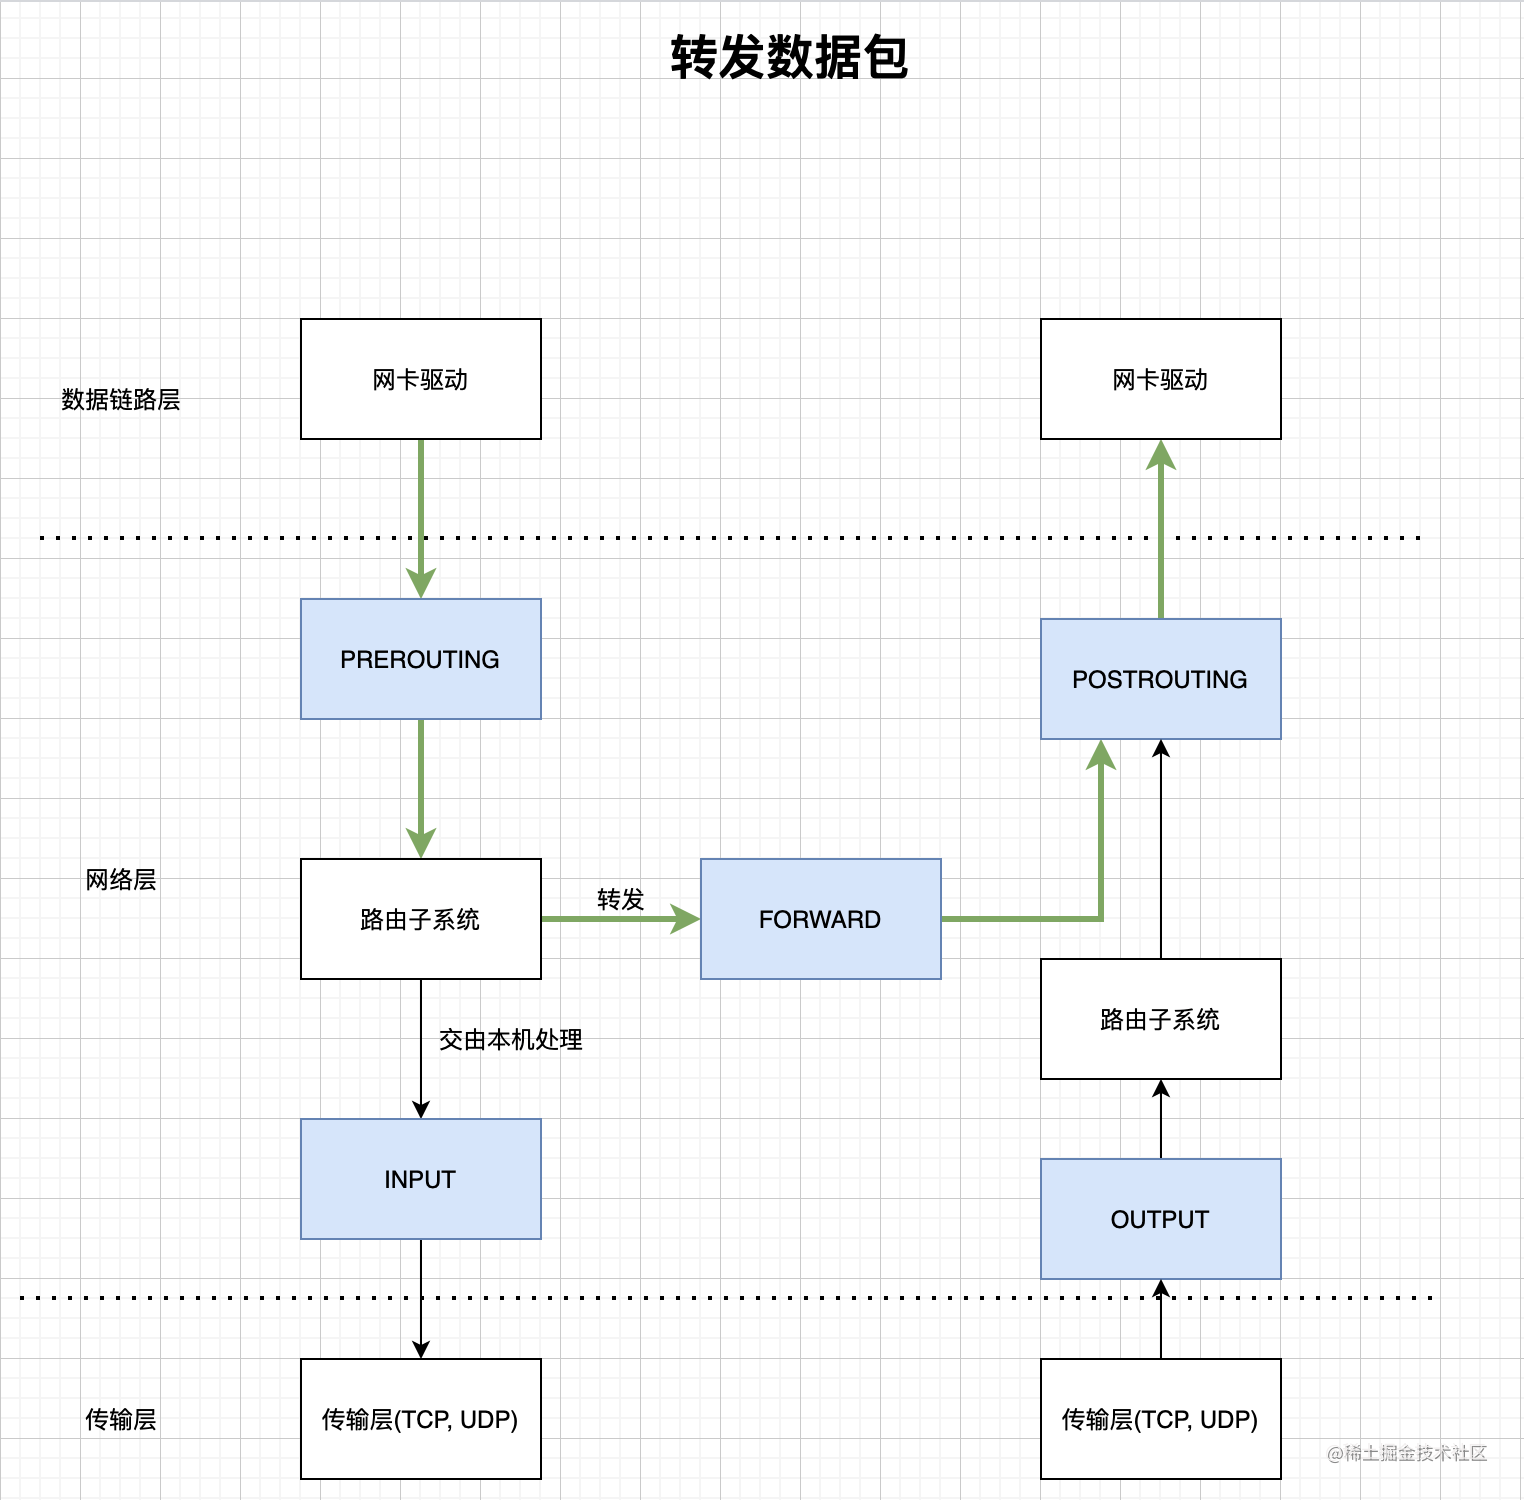 转发数据包
网卡驱动
网卡驱动
数据链路层
PREROUTING
POSTROUTING
网络层
路由子系统
转发
FORWARD
路由子系统
交由本机处理
INPUT
OUTPUT
传输层
传输层(TCP, UDP)
传输层(TCP, UDP)
@稀土掘金技术社区